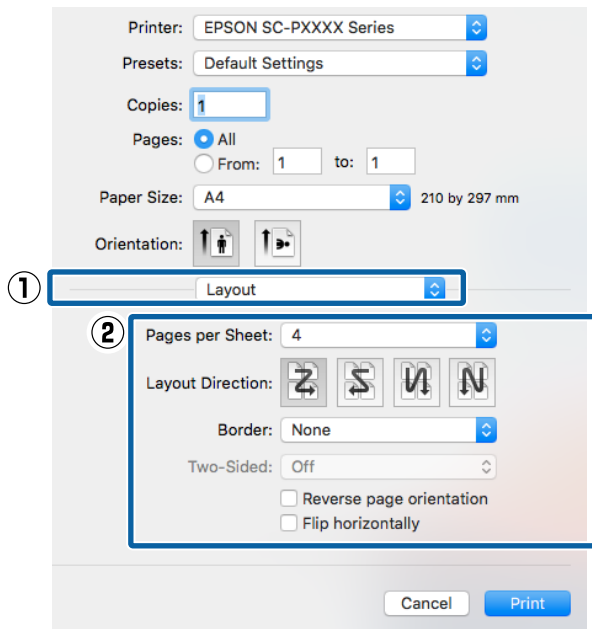 Printer: EPSON SC-PXXXX Series
Presets: Default Settings
Copies: 1
Pages: All
From: 1 to: 1
Paper Size: A4 210 by 297 mm
Orientation:
① Layout
② Pages per Sheet: 4
Layout Direction:
Border: None
Two-Sided: Off
Reverse page orientation
Flip horizontally
Cancel Print